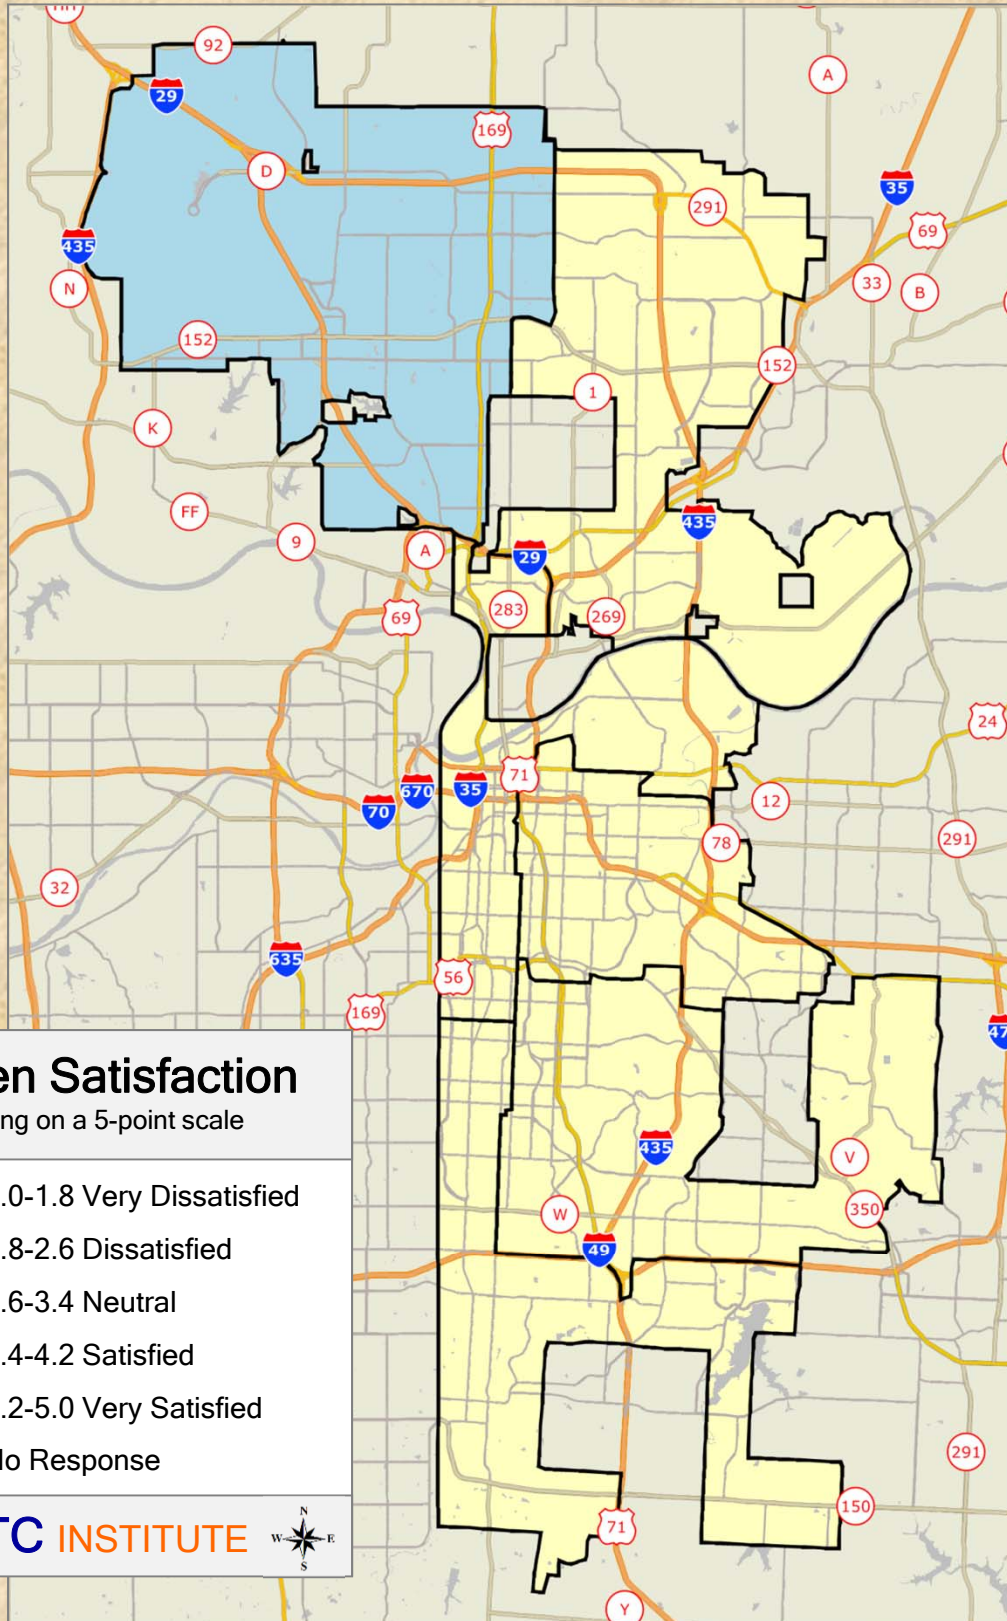 HH
92
29
A
169
D
35
291
69
435
N
33
B
152
152
1
K
FF
435
9
A
29
283
269
69
24
71
670
35
70
12
78
291
32
635
56
169
47
en Satisfaction
ng on a 5-point scale
.0-1.8 Very Dissatisfied
.8-2.6 Dissatisfied
.6-3.4 Neutral
.4-4.2 Satisfied
.2-5.0 Very Satisfied
lo Response
TC INSTITUTE
N
W E
S
435
V
350
W
49
291
150
71
Y